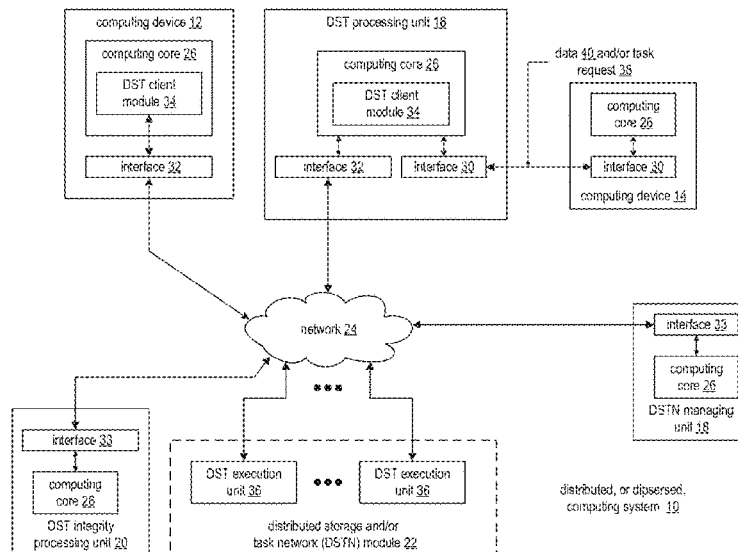 computing device 12
computing core 26
DST client
module 34
interface 32
DST processing unit 16
computing core 26
DST client
module 34
interface 32
interface 30
data 40 and/or task
request 38
computing core 26
interface 30
computing device 14
network 24
interface 33
computing
core 26
DSTN managing
unit 18
interface 33
computing
core 26
DST integrity
processing unit 20
DST execution
unit 36
DST execution
unit 36
distributed storage and/or
task network (DSTN) module 22
distributed, or dipsersed,
computing system 10